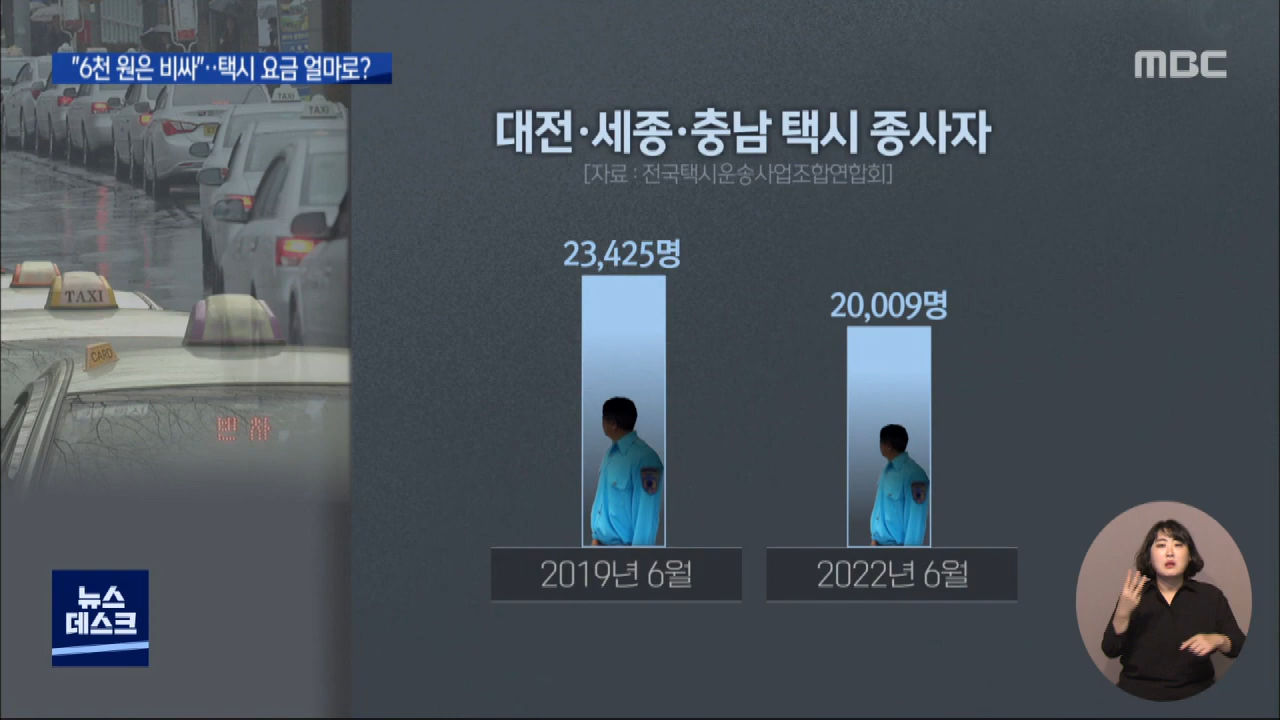 "6천 원은 비싸"··택시 요금 얼마로?
MBC
대전·세종·충남 택시 종사자
[자료 : 전국택시운송사업조합연합회]
23,425명
20,009명
2019년 6월
2022년 6월
TAXI
TAXI
TAXI
CARD
뉴스
데스크